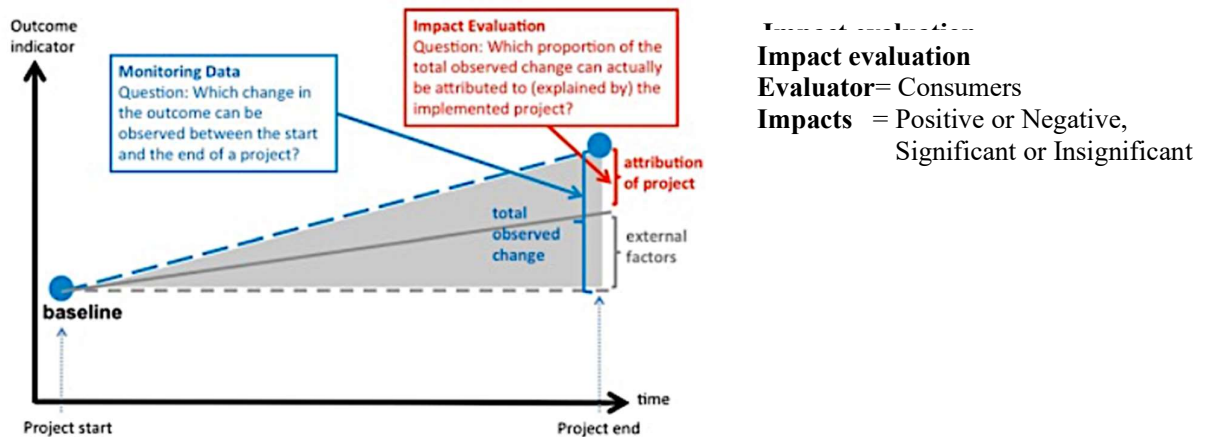 Outcome
indicator
Monitoring Data
Question: Which change in
the outcome can be
observed between the start
and the end of a project?
Impact Evaluation
Question: Which proportion of the
total observed change can actually
be attributed to (explained by) the
implemented project?
attribution
of project
total
observed
change
external
factors
baseline
time
Project start
Project end
Impact evaluation
Impact evaluation
Evaluator= Consumers
Impacts = Positive or Negative,
Significant or Insignificant